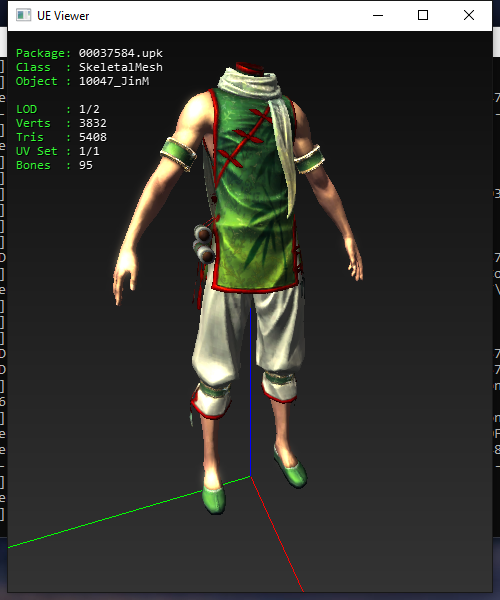 UE Viewer
Package: 00037584.upk
Class : SkeletalMesh
Object : 10047_JinM
LOD : 1/2
Verts : 3832
Tris : 5408
UV Set : 1/1
Bones : 95